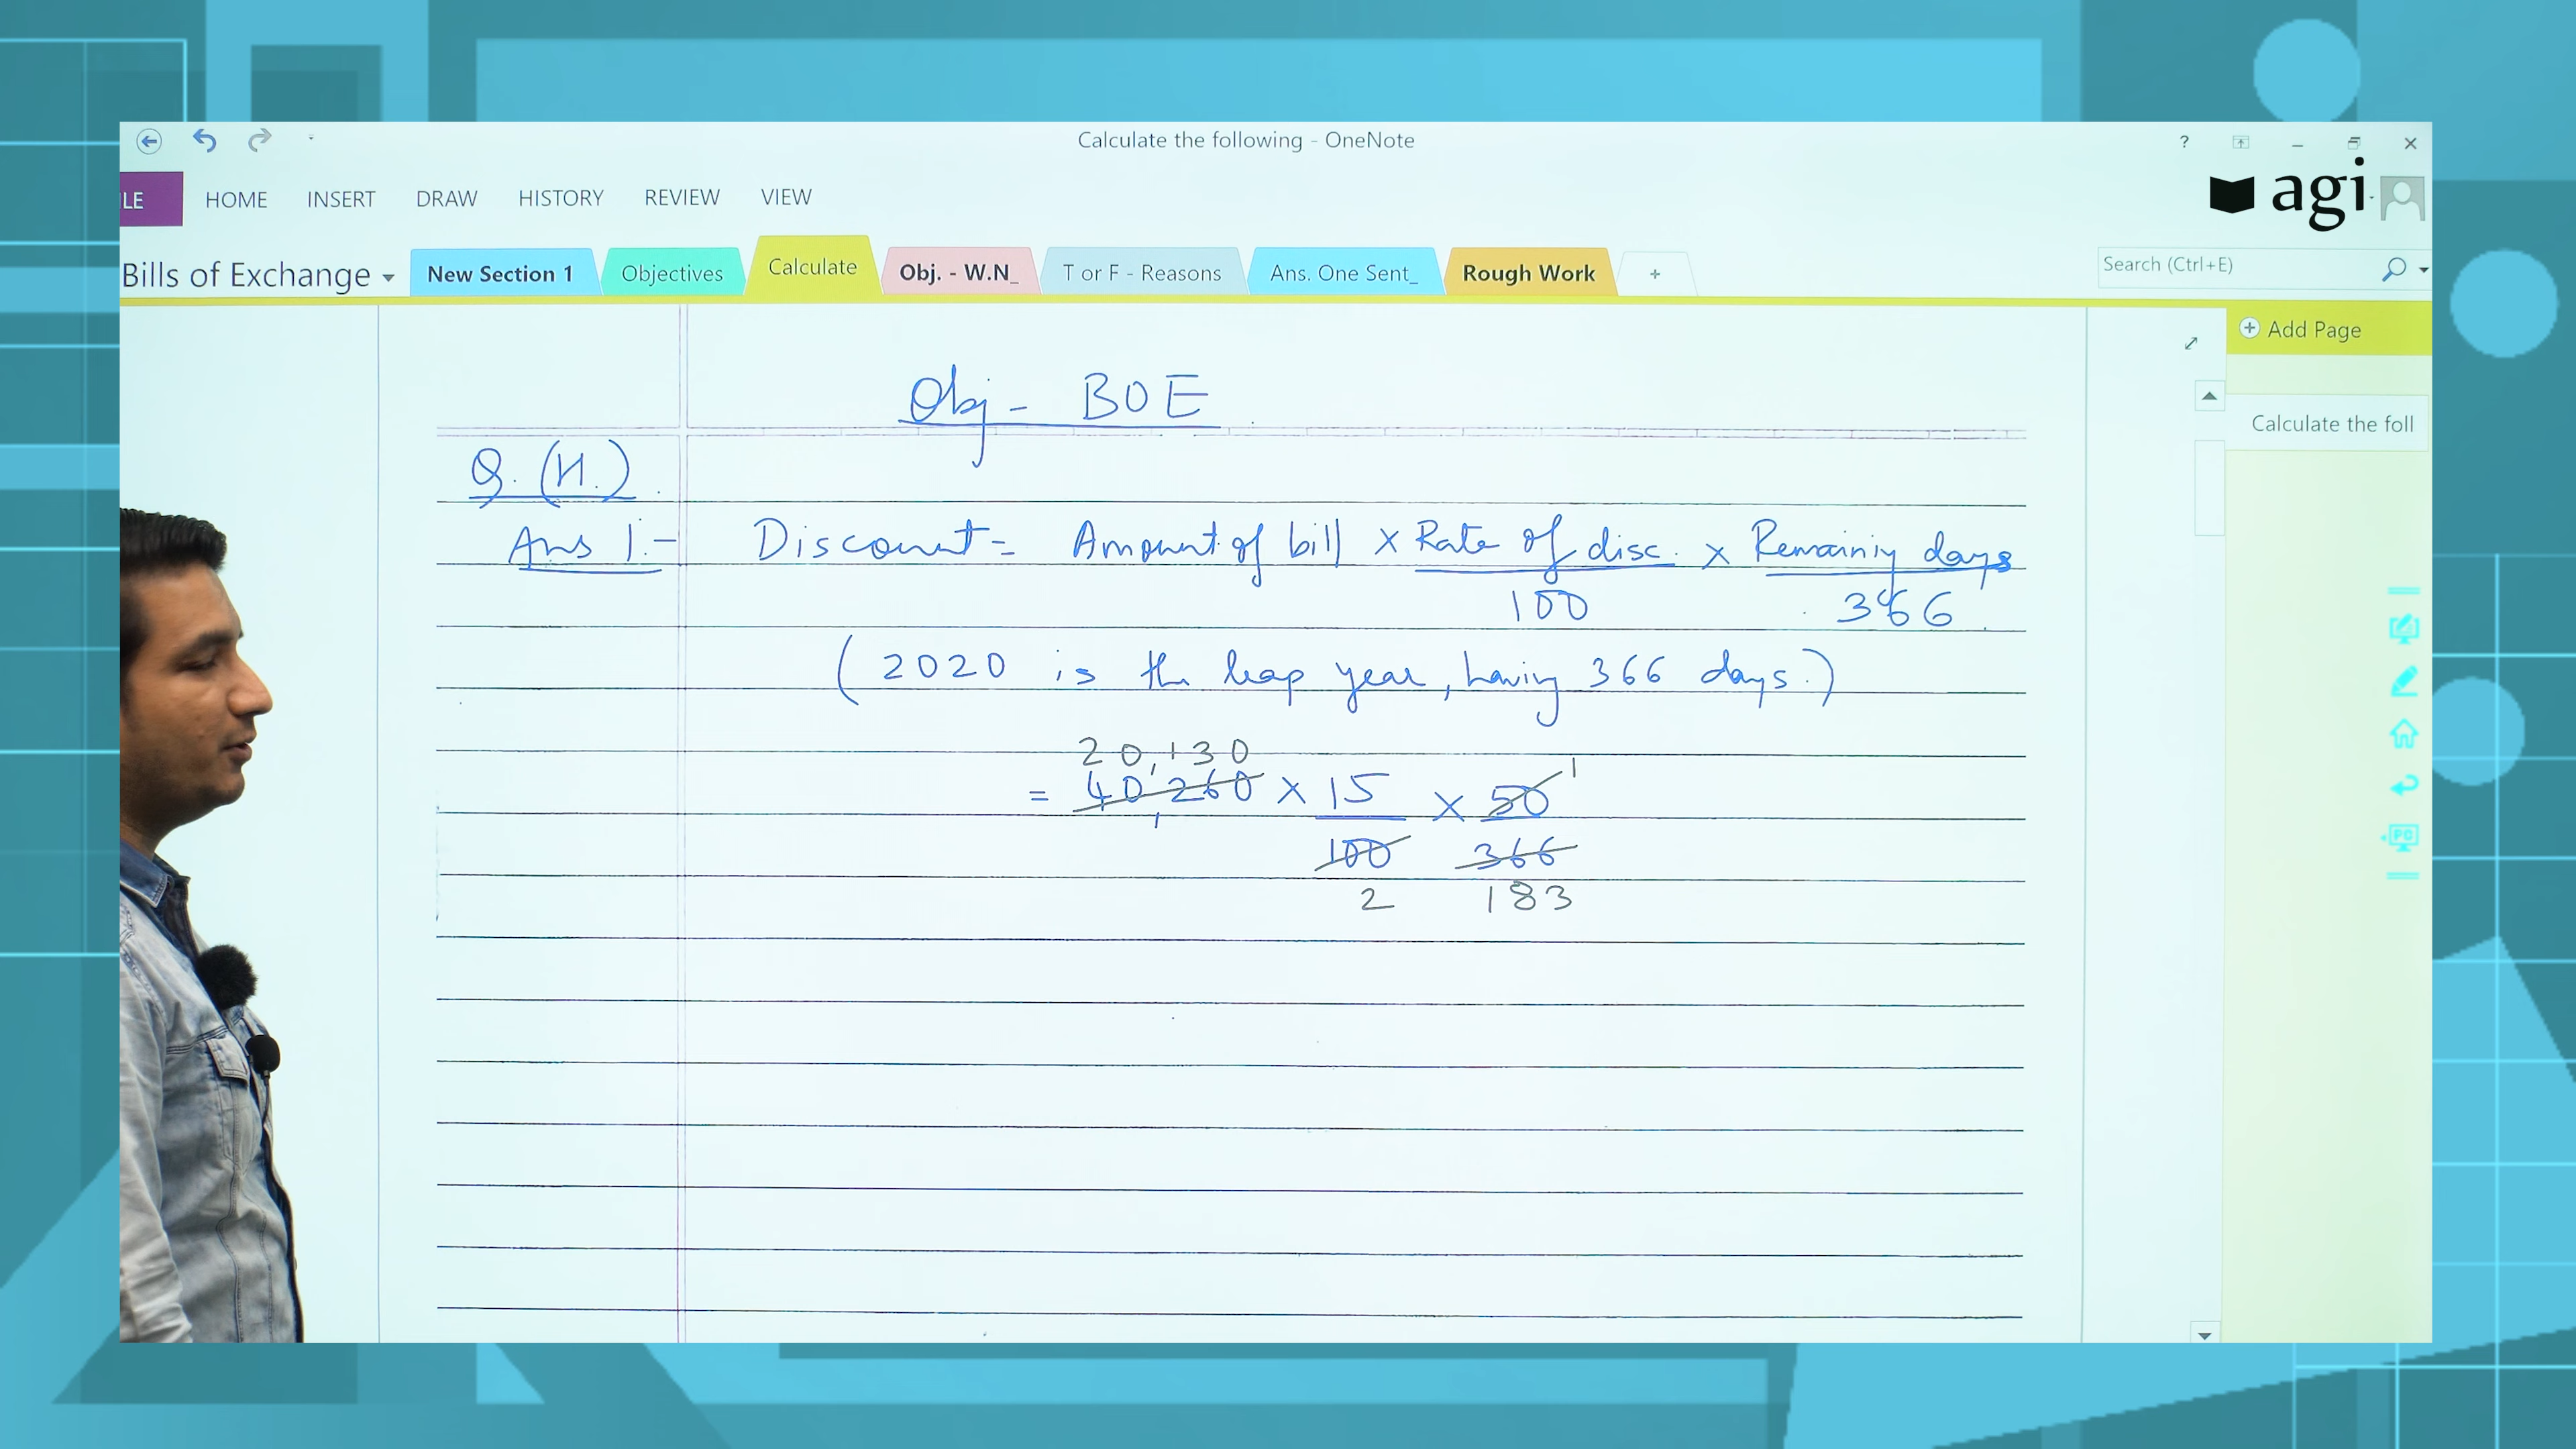 Calculate the following - OneNote
?
agi
LE HOME INSERT DRAW HISTORY REVIEW VIEW
Bills of Exchange New Section 1 Objectives Calculate Obj. - W.N_ T or F - Reasons Ans. One Sent_ Rough Work + Search (Ctrl+E)
Add Page
Calculate the foll
Obj - BOE
Q. (H.)
Ans 1:- Discount = Amount of bill × Rate of disc. × Remaining days
100 366
( 2020 is the leap year, having 366 days. )
20,130
= 40,260 × 15 × 50 1
100 366
2 183
PC